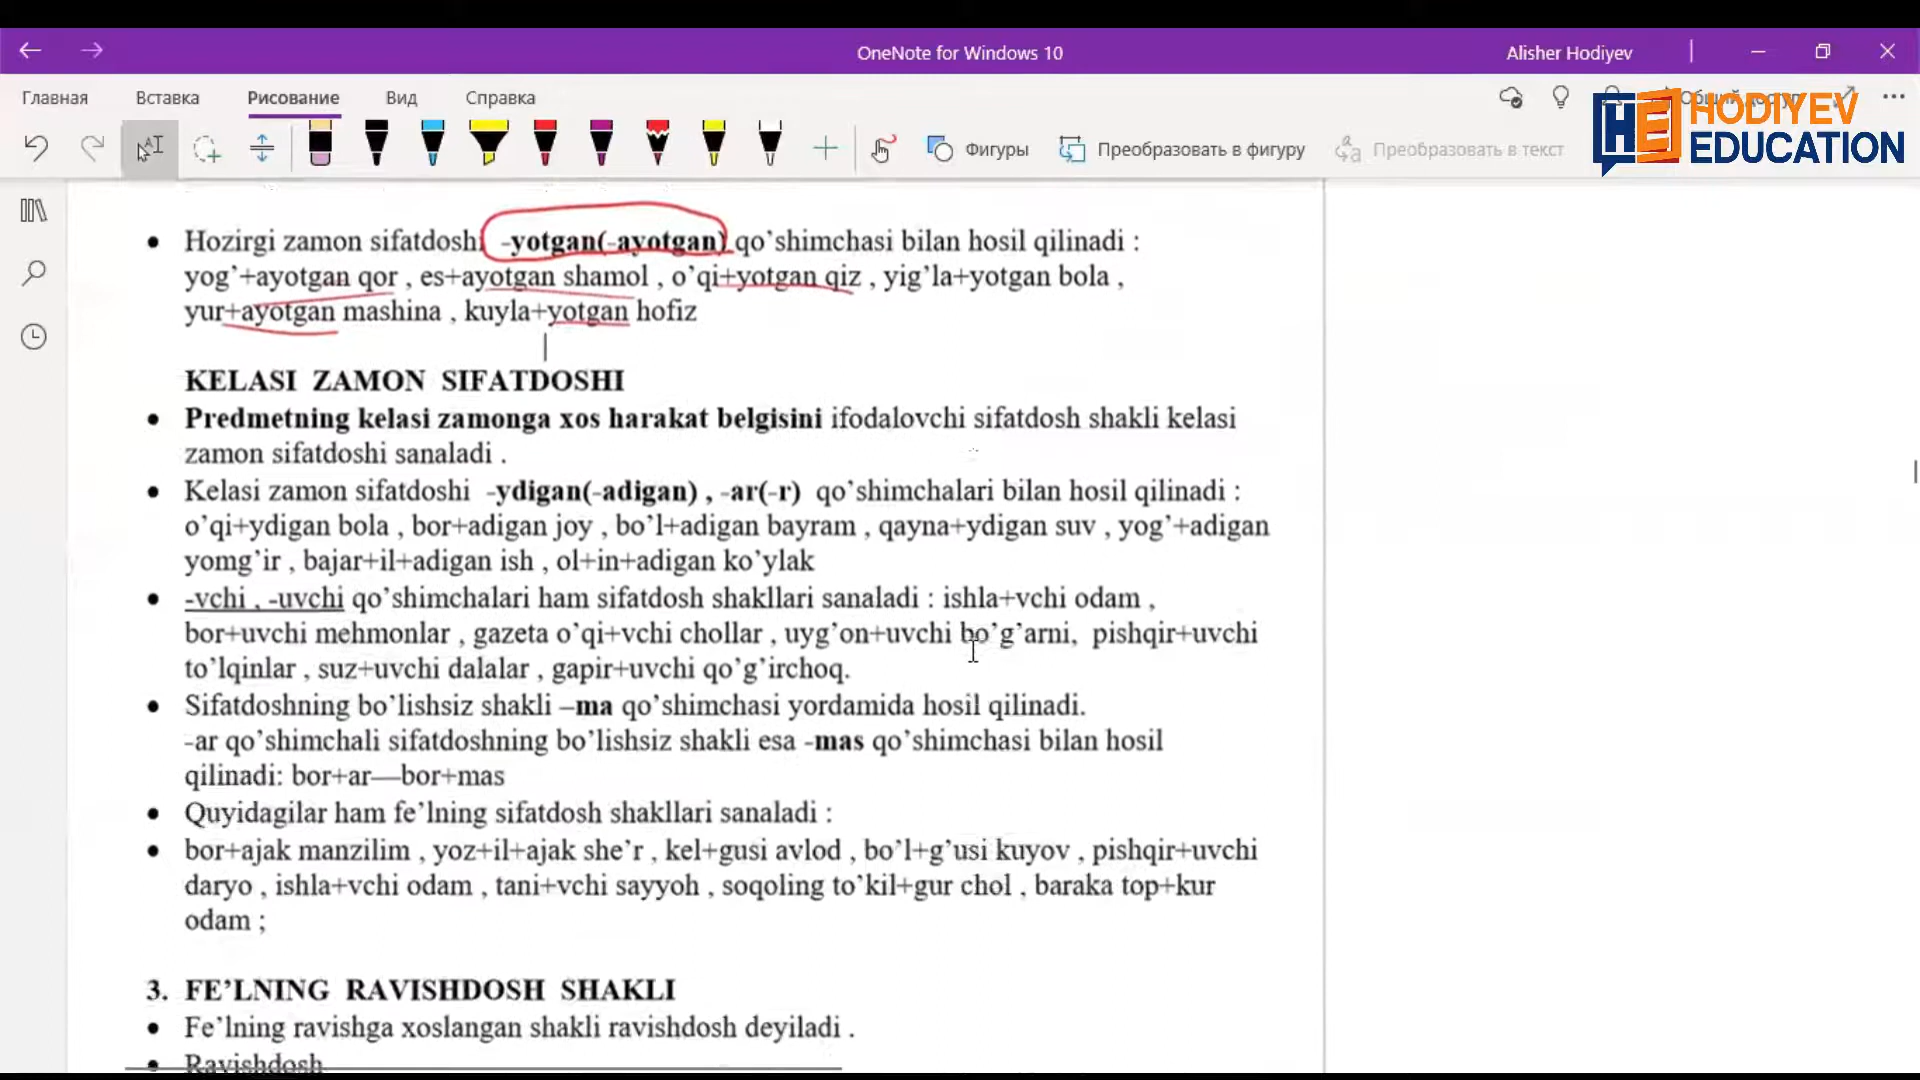 OneNote for Windows 10
Alisher Hodiyev
Главная Вставка Рисование Вид Справка
HODIYEV
EDUCATION
Фигуры Преобразовать в фигуру Преобразовать в текст
Hozirgi zamon sifatdoshi -yotgan(-ayotgan) qo’shimchasi bilan hosil qilinadi :
yog’+ayotgan qor , es+ayotgan shamol , o’qi+yotgan qiz , yig’la+yotgan bola ,
yur+ayotgan mashina , kuyla+yotgan hofiz
KELASI ZAMON SIFATDOSHI
Predmetning kelasi zamonga xos harakat belgisini ifodalovchi sifatdosh shakli kelasi
zamon sifatdoshi sanaladi .
Kelasi zamon sifatdoshi -ydigan(-adigan) , -ar(-r) qo’shimchalari bilan hosil qilinadi :
o’qi+ydigan bola , bor+adigan joy , bo’l+adigan bayram , qayna+ydigan suv , yog’+adigan
yomg’ir , bajar+il+adigan ish , ol+in+adigan ko’ylak
-vchi , -uvchi qo’shimchalari ham sifatdosh shakllari sanaladi : ishla+vchi odam ,
bor+uvchi mehmonlar , gazeta o’qi+vchi chollar , uyg’on+uvchi bo’g’arni, pishqir+uvchi
to’lqinlar , suz+uvchi dalalar , gapir+uvchi qo’g’irchoq.
Sifatdoshning bo’lishsiz shakli –ma qo’shimchasi yordamida hosil qilinadi.
-ar qo’shimchali sifatdoshning bo’lishsiz shakli esa -mas qo’shimchasi bilan hosil
qilinadi: bor+ar—bor+mas
Quyidagilar ham fe’lning sifatdosh shakllari sanaladi :
bor+ajak manzilim , yoz+il+ajak she’r , kel+gusi avlod , bo’l+g’usi kuyov , pishqir+uvchi
daryo , ishla+vchi odam , tani+vchi sayyoh , soqoling to’kil+gur chol , baraka top+kur
odam ;
3. FE’LNING RAVISHDOSH SHAKLI
Fe’lning ravishga xoslangan shakli ravishdosh deyiladi .
Ravishdosh